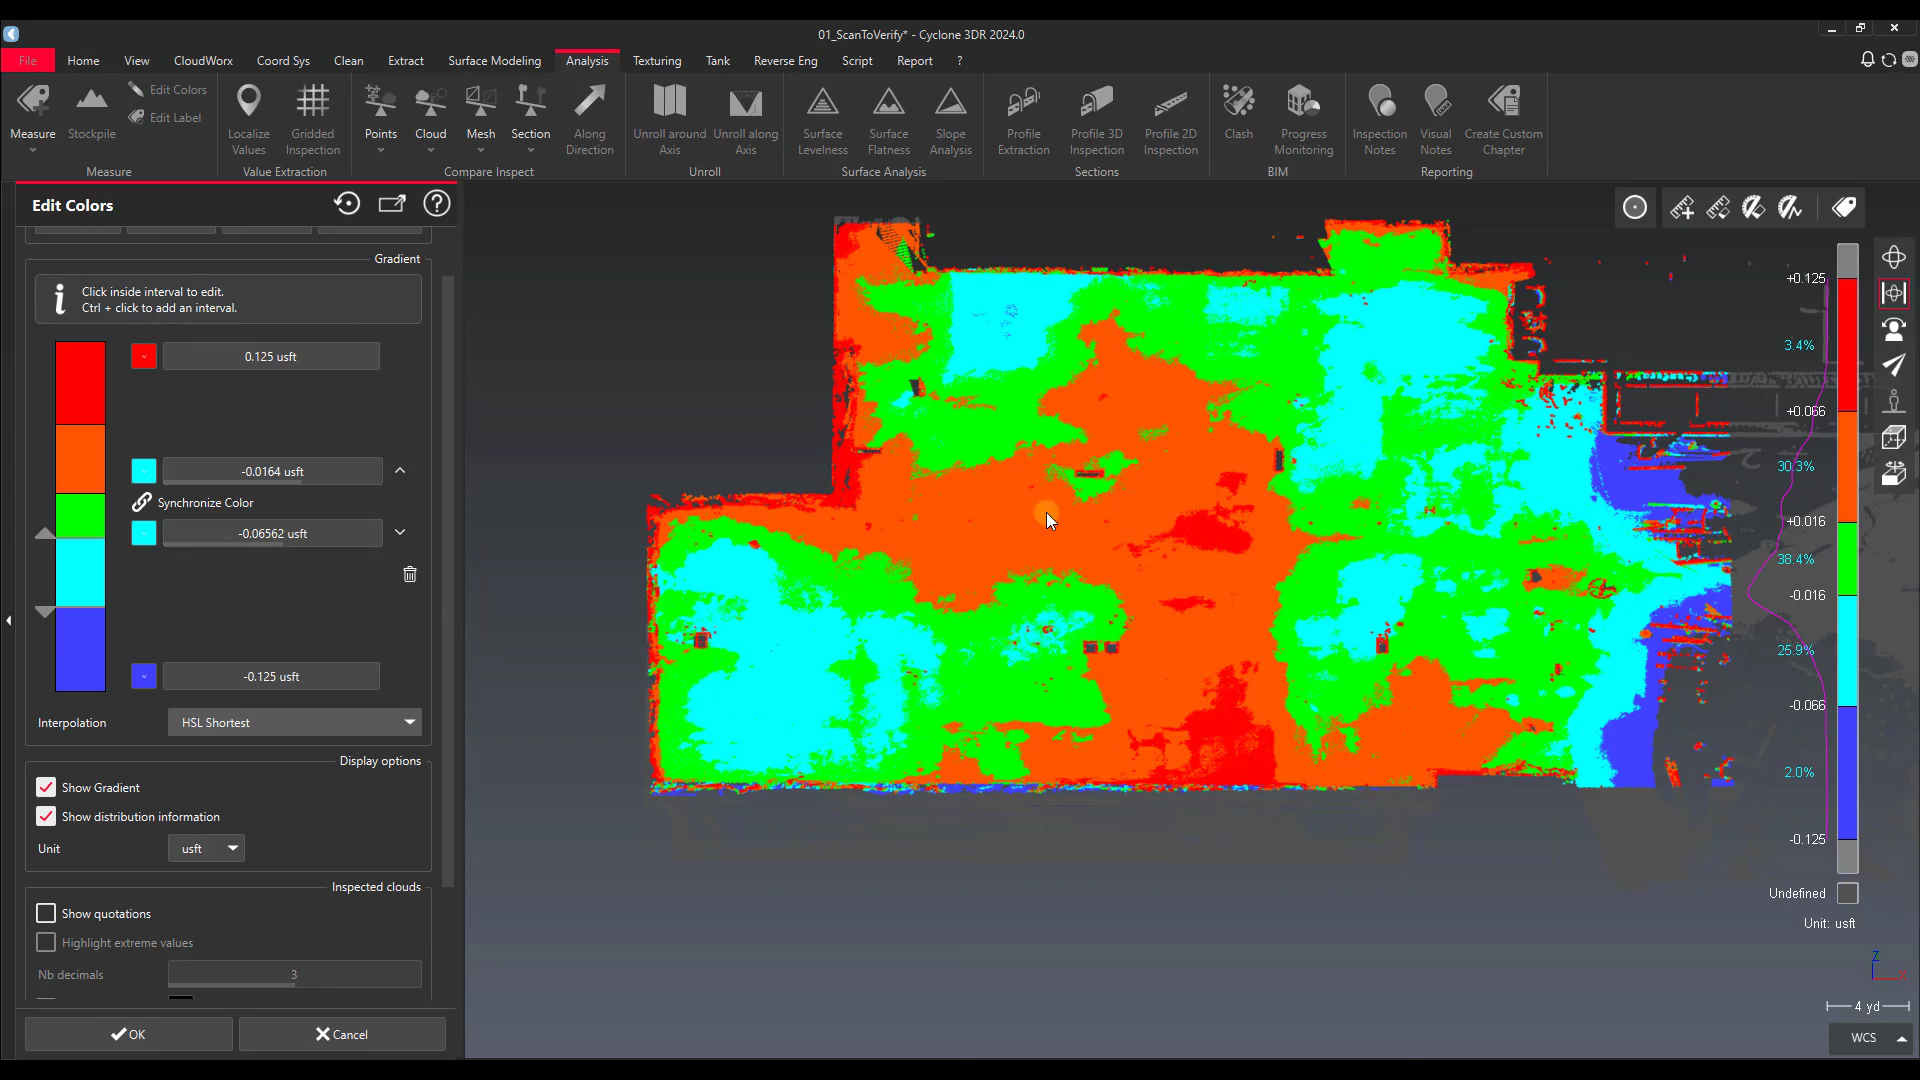 01_ScanToVerify* - Cyclone 3DR 2024.0
File Home View CloudWorx Coord Sys Clean Extract Surface Modeling Analysis Texturing Tank Reverse Eng Script Report ?
Measure
Stockpile
Edit Colors
Edit Label
Localize
Values
Gridded
Inspection
Points
Cloud
Mesh
Section
Along
Direction
Unroll around
Axis
Unroll along
Axis
Surface
Levelness
Surface
Flatness
Slope
Analysis
Profile
Extraction
Profile 3D
Inspection
Profile 2D
Inspection
Clash
Progress
Monitoring
Inspection
Notes
Visual
Notes
Create Custom
Chapter
Measure Value Extraction Compare Inspect Unroll Surface Analysis Sections BIM Reporting
Edit Colors
Gradient
Click inside interval to edit.
Ctrl + click to add an interval.
0.125 usft
-0.0164 usft
Synchronize Color
-0.06562 usft
-0.125 usft
Interpolation HSL Shortest
Display options
Show Gradient
Show distribution information
Unit usft
Inspected clouds
Show quotations
Highlight extreme values
Nb decimals 3
OK Cancel
+0.125
3.4%
+0.066
30.3%
+0.016
38.4%
-0.016
25.9%
-0.066
2.0%
-0.125
Undefined
Unit: usft
Z
4 yd
WCS